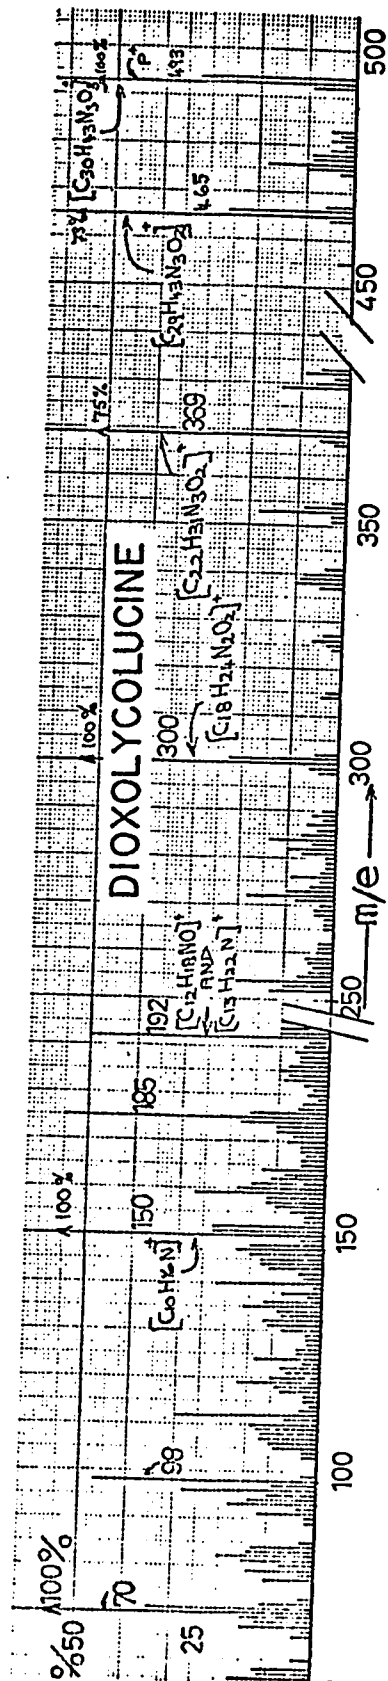 DIOXOLYCOLUCINE
%50
25
100%
70
98
[C10H16N]+
150
100%
185
192
[C12H18NO]+
AND
[C13H22N]+
300
100%
[C18H24N2O2]+
[C22H31N3O2]+
369
75%
[C29H43N3O2]+
465
73%
[C30H43N3O3]+
100%
P+
493
100
150
250
m/e
300
350
450
500